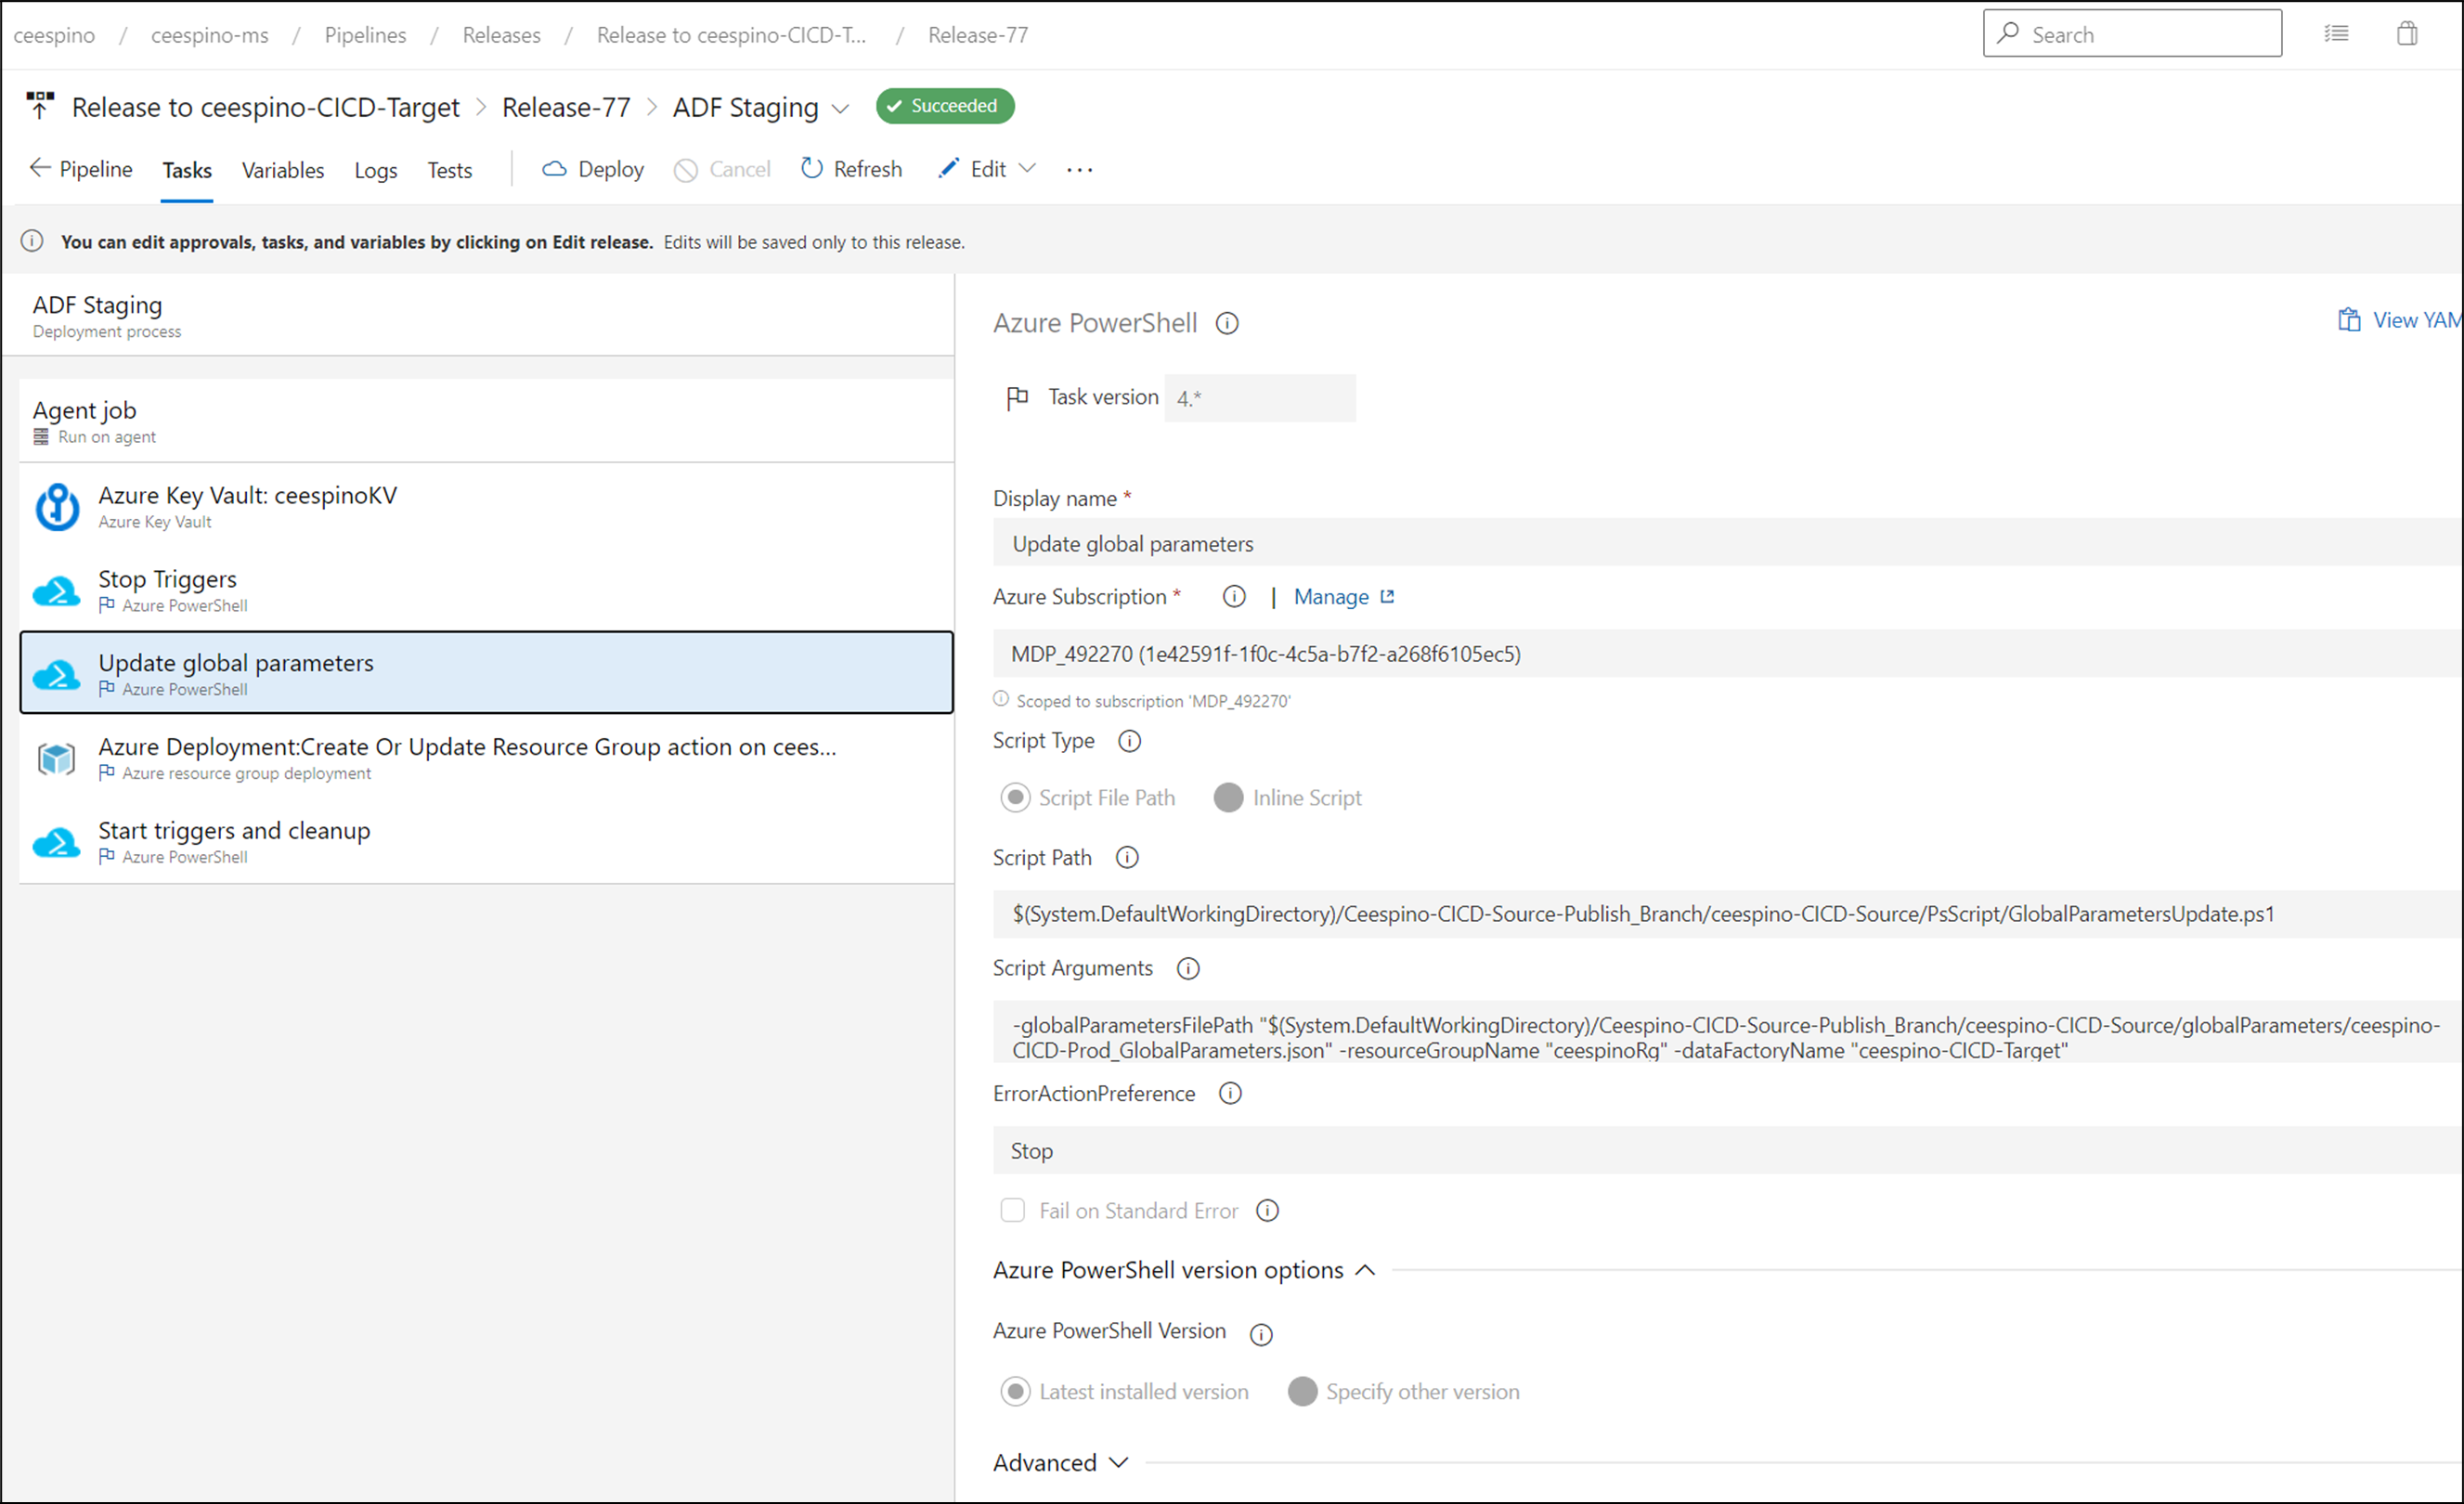 ceespino / ceespino-ms / Pipelines / Releases / Release to ceespino-CICD-T... / Release-77
Search
Release to ceespino-CICD-Target > Release-77 > ADF Staging Succeeded
Pipeline Tasks Variables Logs Tests Deploy Cancel Refresh Edit ...
You can edit approvals, tasks, and variables by clicking on Edit release. Edits will be saved only to this release.
ADF Staging
Deployment process
Agent job
Run on agent
Azure Key Vault: ceespinoKV
Azure Key Vault
Stop Triggers
Azure PowerShell
Update global parameters
Azure PowerShell
Azure Deployment:Create Or Update Resource Group action on cees...
Azure resource group deployment
Start triggers and cleanup
Azure PowerShell
Azure PowerShell
View YAM
Task version 4.*
Display name *
Update global parameters
Azure Subscription * | Manage
MDP_492270 (1e42591f-1f0c-4c5a-b7f2-a268f6105ec5)
Scoped to subscription 'MDP_492270'
Script Type
Script File Path Inline Script
Script Path
$(System.DefaultWorkingDirectory)/Ceespino-CICD-Source-Publish_Branch/ceespino-CICD-Source/PsScript/GlobalParametersUpdate.ps1
Script Arguments
-globalParametersFilePath "$(System.DefaultWorkingDirectory)/Ceespino-CICD-Source-Publish_Branch/ceespino-CICD-Source/globalParameters/ceespino-
CICD-Prod_GlobalParameters.json" -resourceGroupName "ceespinoRg" -dataFactoryName "ceespino-CICD-Target"
ErrorActionPreference
Stop
Fail on Standard Error
Azure PowerShell version options
Azure PowerShell Version
Latest installed version Specify other version
Advanced